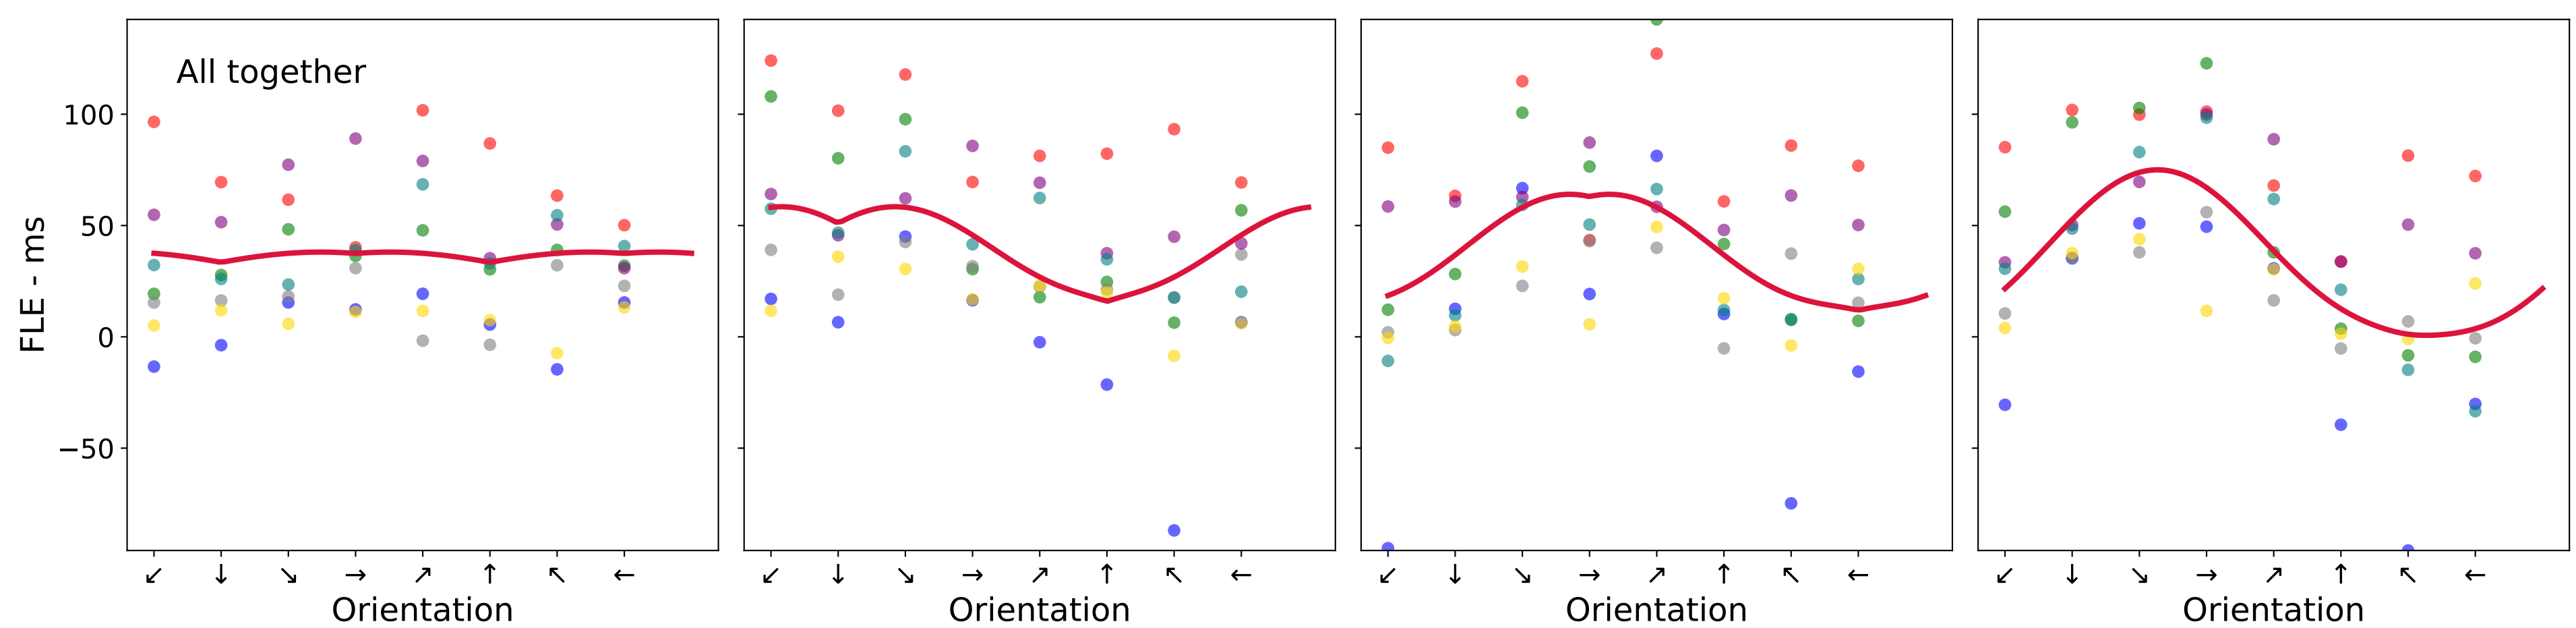 All together
FLE - ms
100
50
0
−50
↙ ↓ ↘ → ↗ ↑ ↖ ←
↙ ↓ ↘ → ↗ ↑ ↖ ←
↙ ↓ ↘ → ↗ ↑ ↖ ←
↙ ↓ ↘ → ↗ ↑ ↖ ←
Orientation
Orientation
Orientation
Orientation